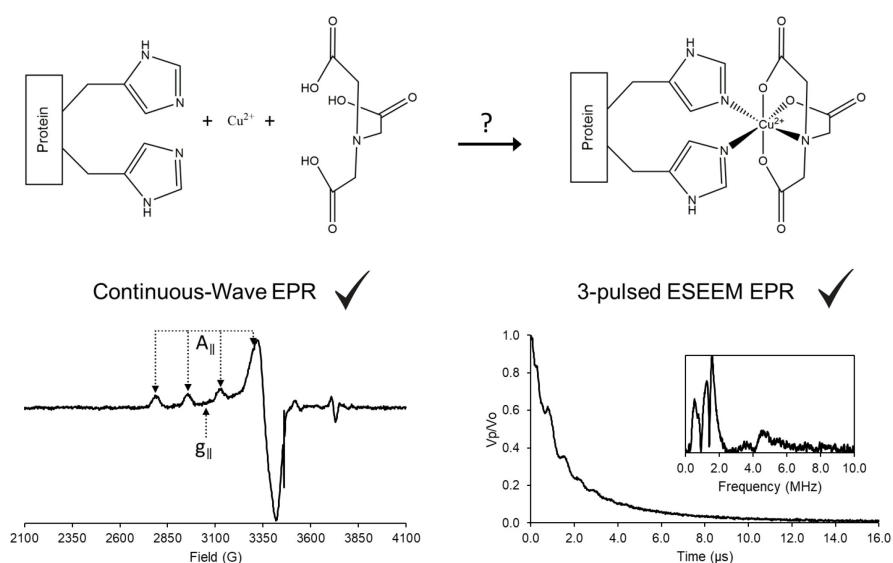 H
N
N
Protein
N
N
H
+ Cu²⁺ +
O
HO
HO
O
N
HO
O
?
H
N
N
Protein
N
N
H
Cu²⁺
O
O
O
O
N
O
O
Continuous-Wave EPR
A||
g||
2100 2350 2600 2850 3100 3350 3600 3850 4100
Field (G)
3-pulsed ESEEM EPR
Vp/Vo
1.0
0.8
0.6
0.4
0.2
0.0
0.0 2.0 4.0 6.0 8.0 10.0
Frequency (MHz)
0.0 2.0 4.0 6.0 8.0 10.0 12.0 14.0 16.0
Time (µs)